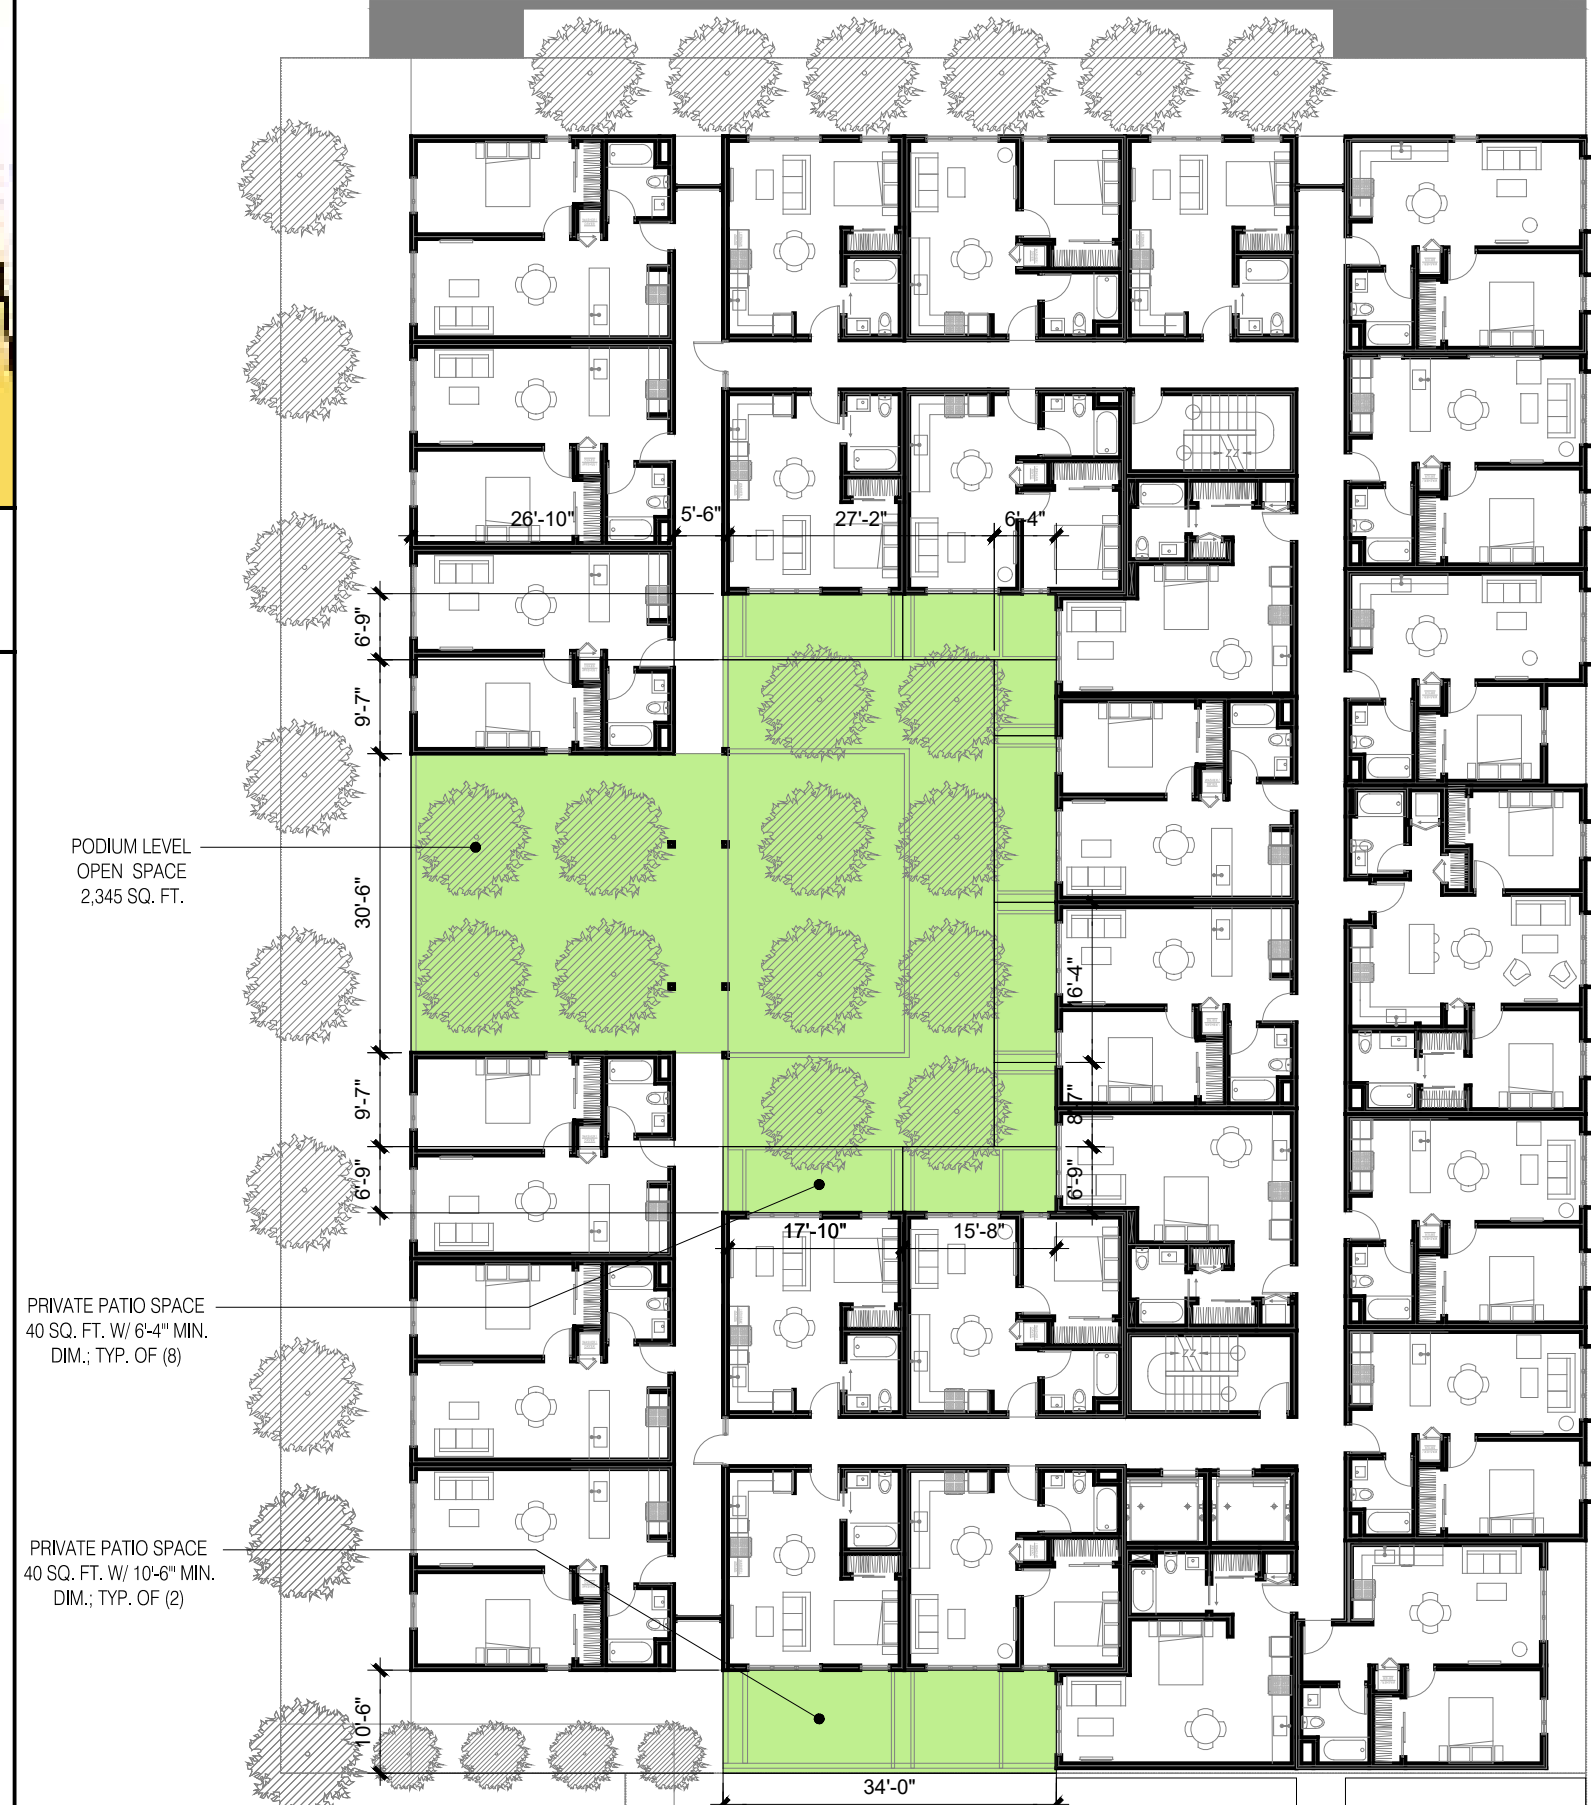 26'-10"
5'-6"
27'-2"
6'-4"
6'-9"
9'-7"
PODIUM LEVEL
OPEN SPACE
2,345 SQ. FT.
30'-6"
16'-4"
9'-7"
8'-7"
6'-9"
6'-9"
17'-10"
15'-8"
PRIVATE PATIO SPACE
40 SQ. FT. W/ 6'-4" MIN.
DIM.; TYP. OF (8)
PRIVATE PATIO SPACE
40 SQ. FT. W/ 10'-6" MIN.
DIM.; TYP. OF (2)
10'-6"
34'-0"